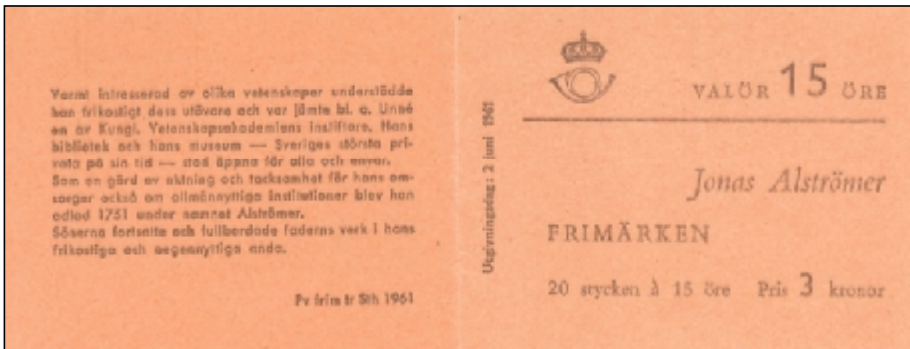 Varmt intresserad av olika vetenskaper understödde
han frikostigt dess utövare och var jämte bl. a. Linné
en av Kungl. Vetenskapsakademiens instiftare. Hans
bibliotek och hans museum — Sveriges största pri-
vata på sin tid — stod öppna för alla och envar.
Som en gärd av aktning och tacksamhet för hans om-
sorger också om allmännyttiga institutioner blev han
adlad 1751 under namnet Alströmer.
Sönerna fortsatte och fullbordade faderns verk i hans
frikostiga och oegennyttiga anda.
Pv frim tr Sth 1961
Utgivningsdag: 2 juni 1961
VALÖR 15 ÖRE
Jonas Alströmer
FRIMÄRKEN
20 stycken à 15 öre Pris 3 kronor